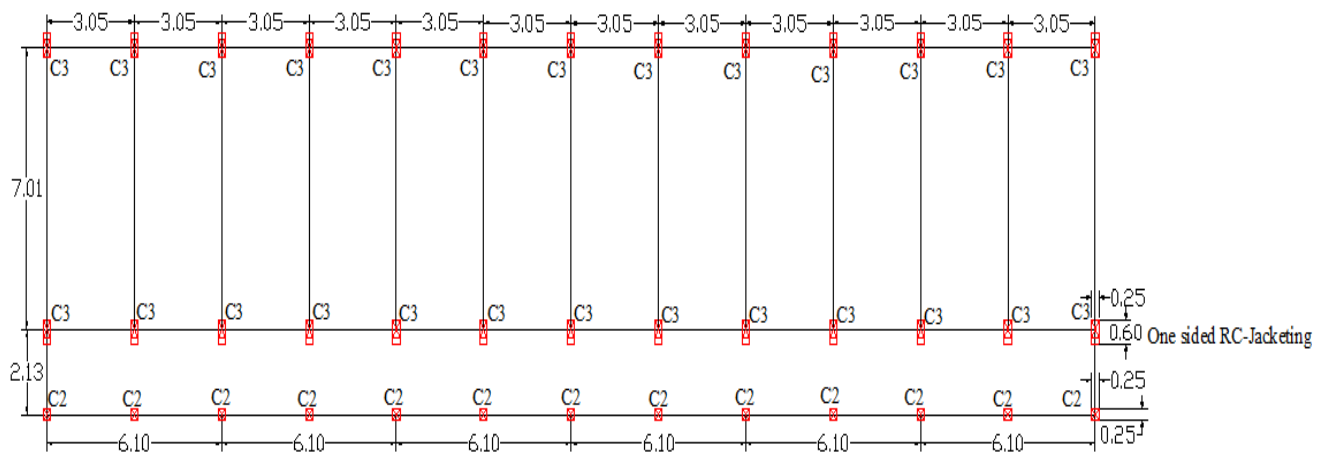 3.05 3.05 3.05 3.05 3.05 3.05 3.05 3.05 3.05 3.05 3.05 3.05
C3 C3 C3 C3 C3 C3 C3 C3 C3 C3 C3 C3 C3
7.01
0.25
C3 C3 C3 C3 C3 C3 C3 C3 C3 C3 C3 C3 C3
0.60 One sided RC-Jacketing
2.13
0.25
C2 C2 C2 C2 C2 C2 C2 C2 C2 C2 C2 C2 C2
0.25
6.10 6.10 6.10 6.10 6.10 6.10